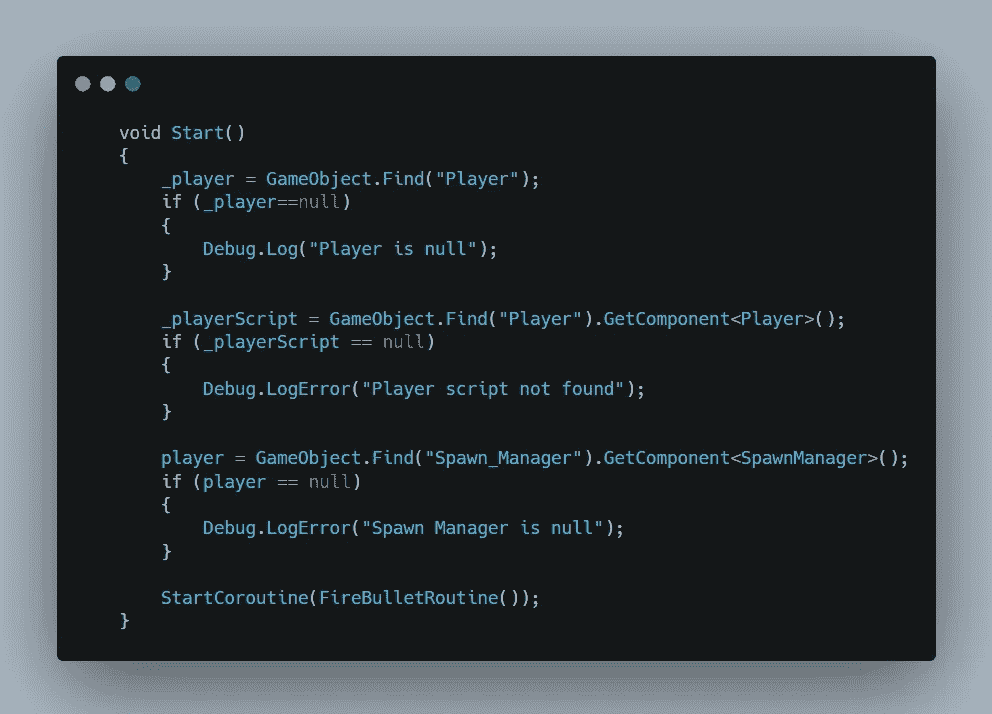 void Start()
{
    _player = GameObject.Find("Player");
    if (_player==null)
    {
        Debug.Log("Player is null");
    }

    _playerScript = GameObject.Find("Player").GetComponent<Player>();
    if (_playerScript == null)
    {
        Debug.LogError("Player script not found");
    }

    player = GameObject.Find("Spawn_Manager").GetComponent<SpawnManager>();
    if (player == null)
    {
        Debug.LogError("Spawn Manager is null");
    }

    StartCoroutine(FireBulletRoutine());
}